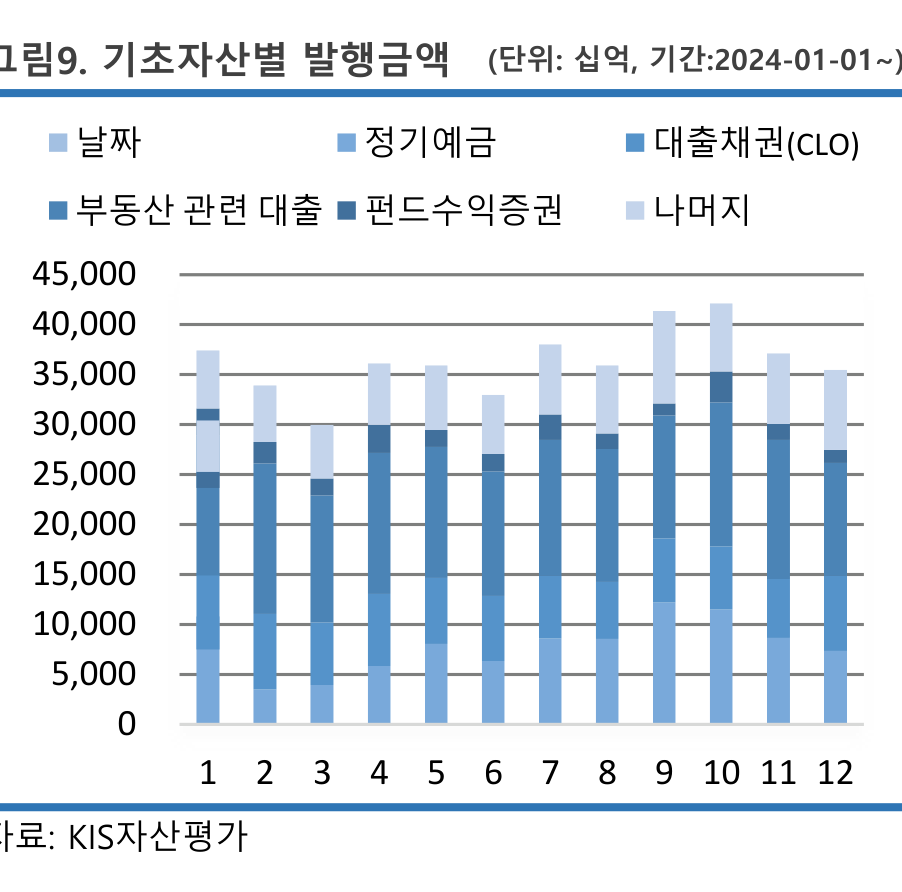 그림9. 기초자산별 발행금액 (단위: 십억, 기간:2024-01-01~)
날짜 정기예금 대출채권(CLO)
부동산 관련 대출 펀드수익증권 나머지
45,000
40,000
35,000
30,000
25,000
20,000
15,000
10,000
5,000
0
1 2 3 4 5 6 7 8 9 10 11 12
자료: KIS자산평가